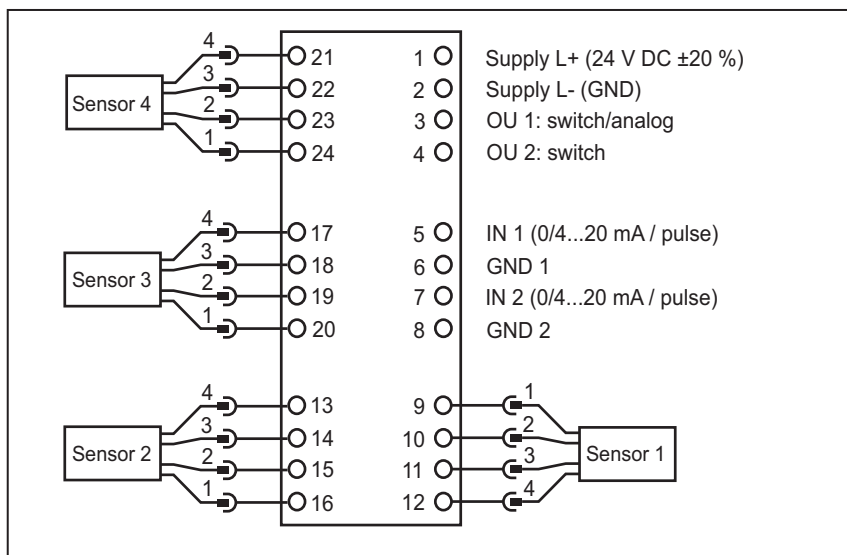 4 21 1 Supply L+ (24 V DC ±20 %)
3 22 2 Supply L- (GND)
Sensor 4
2 23 3 OU 1: switch/analog
1 24 4 OU 2: switch
4 17 5 IN 1 (0/4...20 mA / pulse)
3 18 6 GND 1
Sensor 3
2 19 7 IN 2 (0/4...20 mA / pulse)
1 20 8 GND 2
4 13 9 1
3 14 10 2
Sensor 2 Sensor 1
2 15 11 3
1 16 12 4